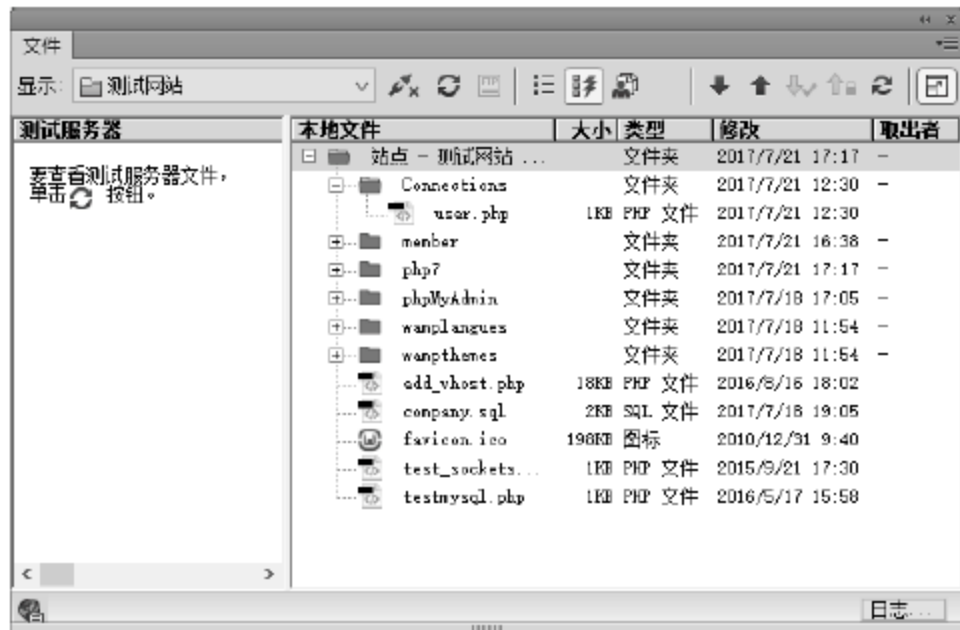 文件
显示: 测试网站
测试服务器
要查看测试服务器文件，
单击 按钮。
本地文件 大小 类型 修改 取出者
站点 - 测试网站 ... 文件夹 2017/7/21 17:17 -
Connections 文件夹 2017/7/21 12:30 -
user.php 1KB PHP 文件 2017/7/21 12:30
member 文件夹 2017/7/21 16:38 -
php7 文件夹 2017/7/21 17:17 -
phpMyAdmin 文件夹 2017/7/18 17:05 -
wamplangues 文件夹 2017/7/18 11:54 -
wampthemes 文件夹 2017/7/18 11:54 -
add_vhost.php 18KB PHP 文件 2016/8/16 18:02
company.sql 2KB SQL 文件 2017/7/18 19:05
favicon.ico 198KB 图标 2010/12/31 9:40
test_sockets... 1KB PHP 文件 2015/9/21 17:30
testmysql.php 1KB PHP 文件 2016/5/17 15:58
日志...